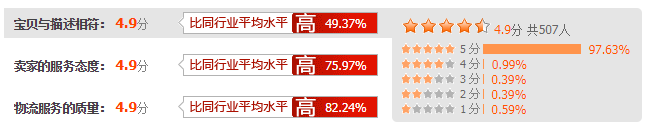 宝贝与描述相符： 4.9分 比同行业平均水平 高 49.37%
卖家的服务态度： 4.9分 比同行业平均水平 高 75.97%
物流服务的质量： 4.9分 比同行业平均水平 高 82.24%
4.9分 共507人
5 分 97.63%
4 分 0.99%
3 分 0.39%
2 分 0.39%
1 分 0.59%